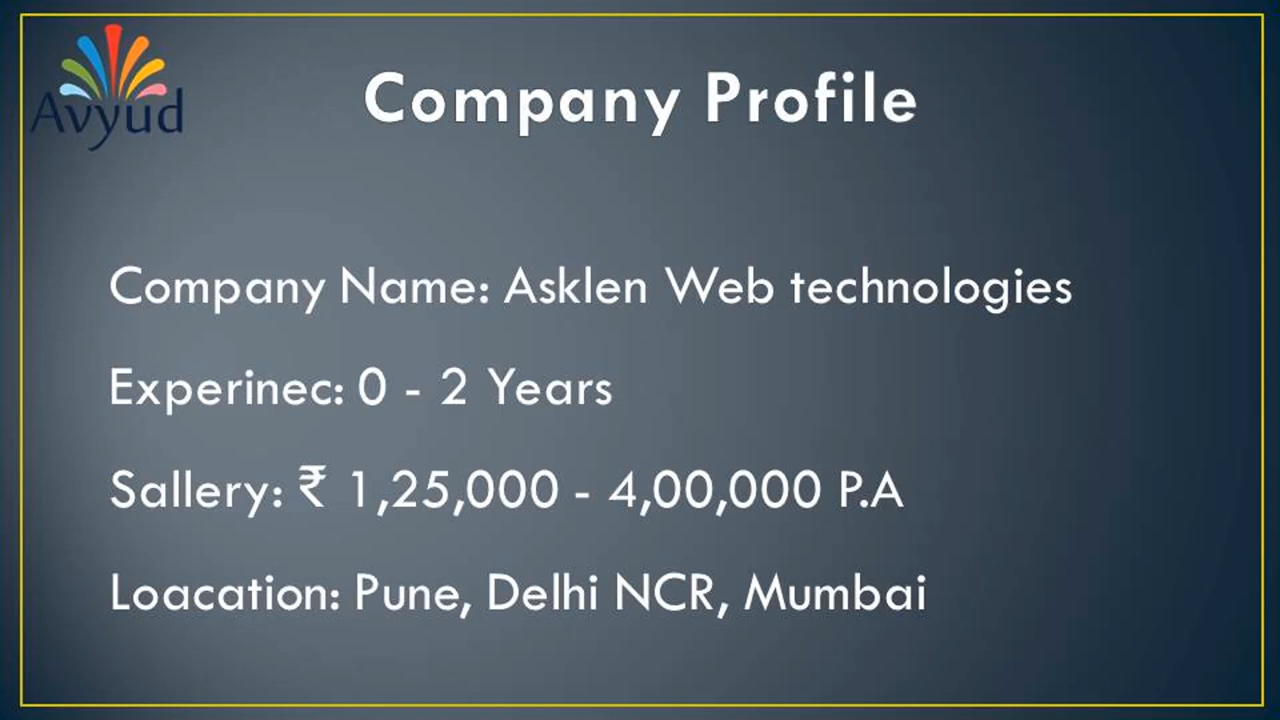 Avyud
Company Profile
Company Name: Asklen Web technologies
Experinec: 0 - 2 Years
Sallery: ₹ 1,25,000 - 4,00,000 P.A
Loacation: Pune, Delhi NCR, Mumbai